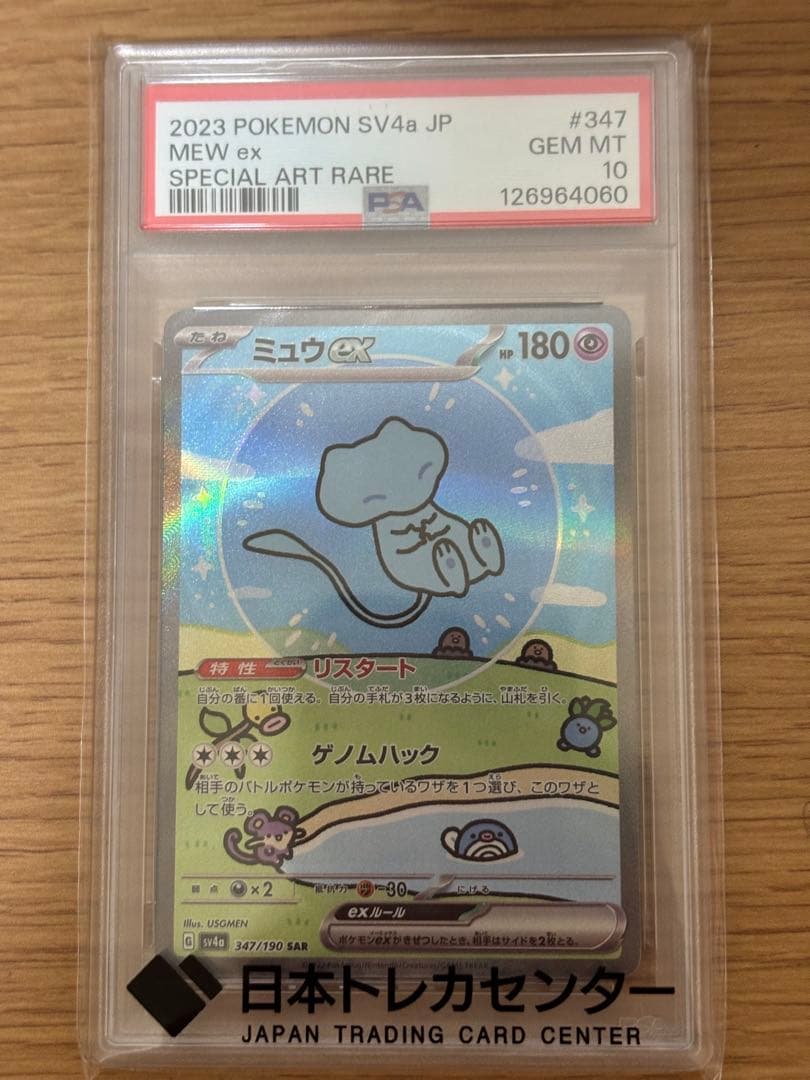 2023 POKEMON SV4a JP #347
MEW ex GEM MT
SPECIAL ART RARE 10
PSA 126964060
たね ミュウex HP 180
特性 リスタート
自分の番に1回使える。自分の手札が3枚になるように、山札を引く。
ゲノムハック
相手のバトルポケモンが持っているワザを1つ選び、このワザと
して使う。
弱点 ×2 抵抗力 -30 にげる
exルール
ポケモンexがきぜつしたとき、相手はサイドを2枚とる。
Illus. USGMEN
G sv4a 347/190 SAR
日本トレカセンター
JAPAN TRADING CARD CENTER